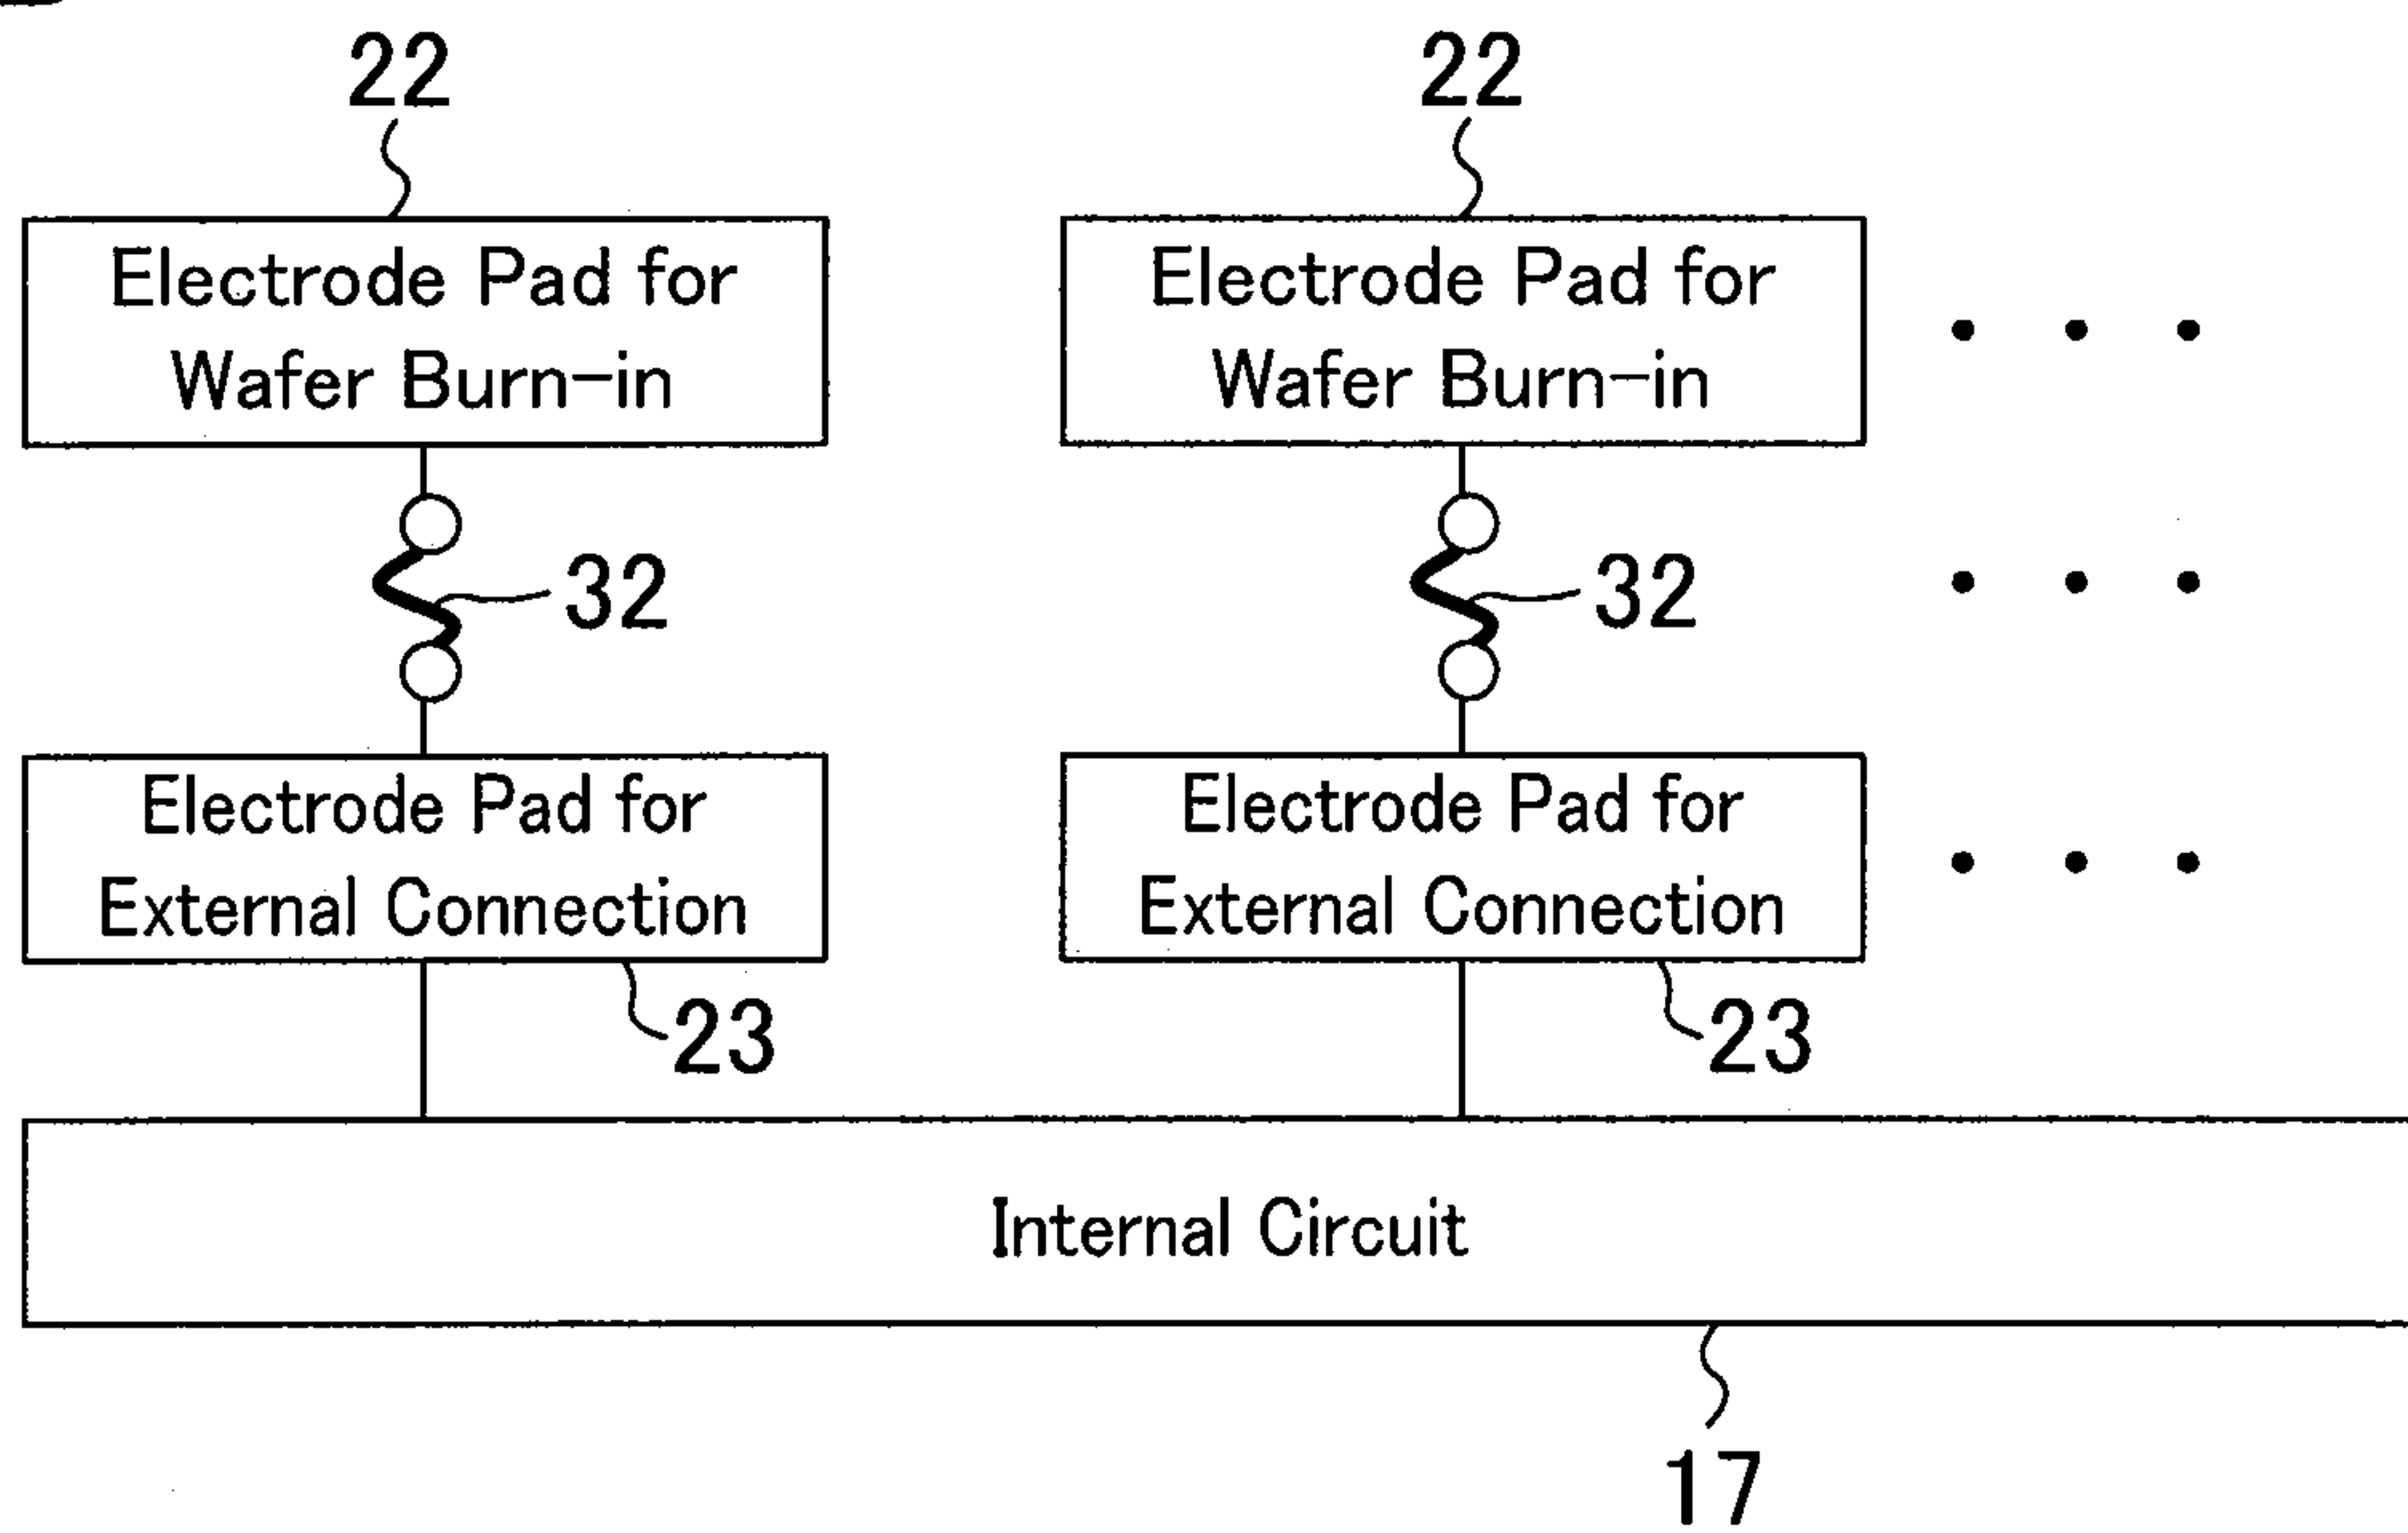 22 22
Electrode Pad for Electrode Pad for
Wafer Burn-in Wafer Burn-in
32 32
Electrode Pad for Electrode Pad for
External Connection External Connection
23 23
Internal Circuit
17